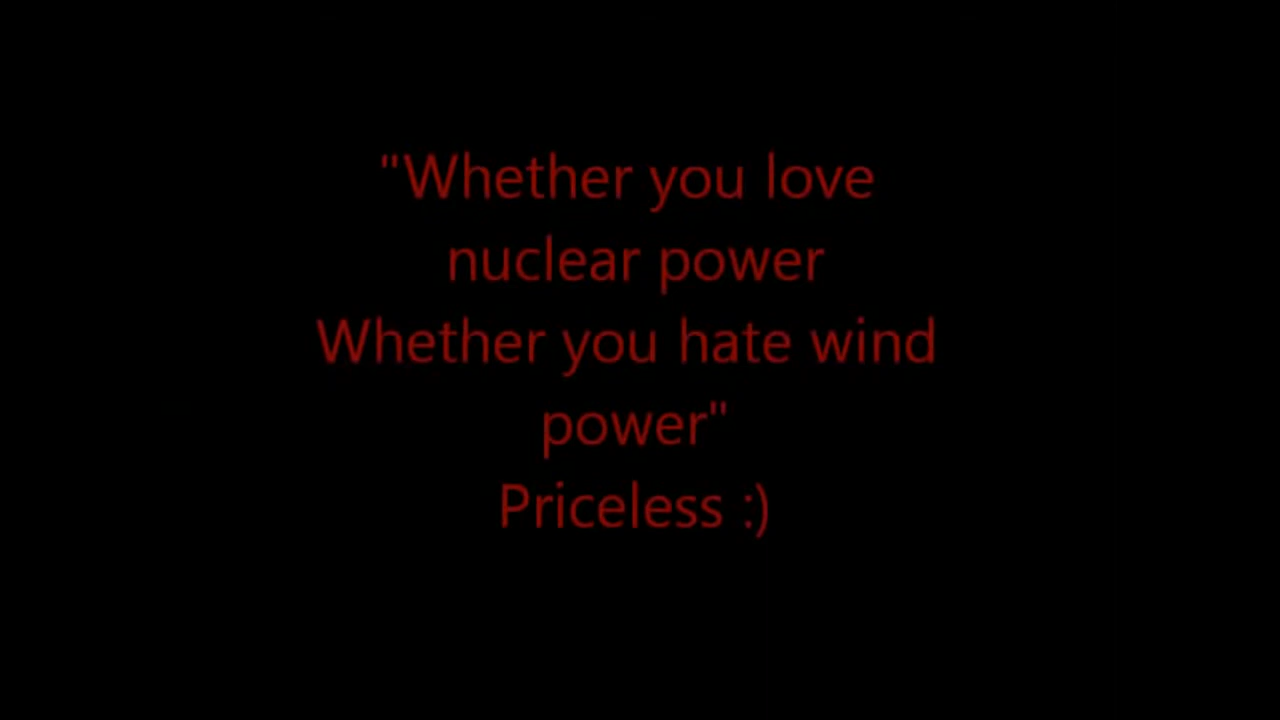 "Whether you love
nuclear power
Whether you hate wind
power"
Priceless :)